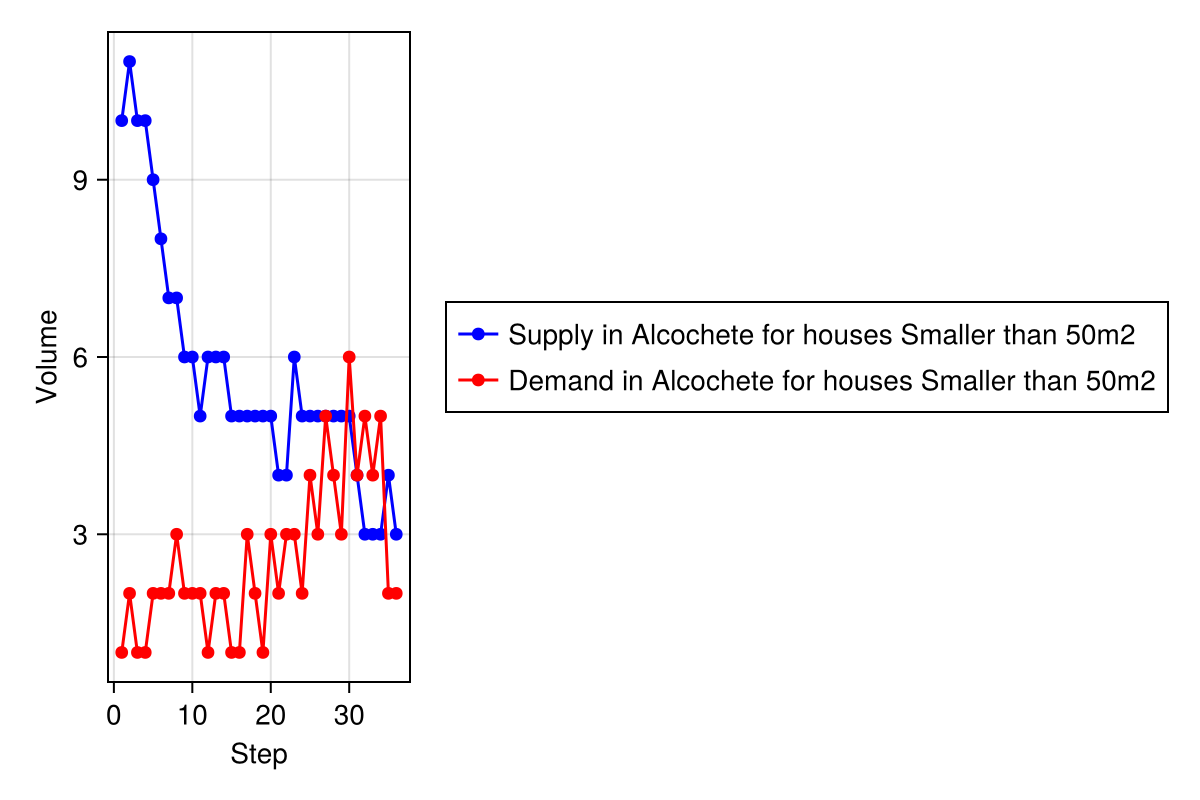 Volume
9
6
3
0 10 20 30
Step
Supply in Alcochete for houses Smaller than 50m2
Demand in Alcochete for houses Smaller than 50m2